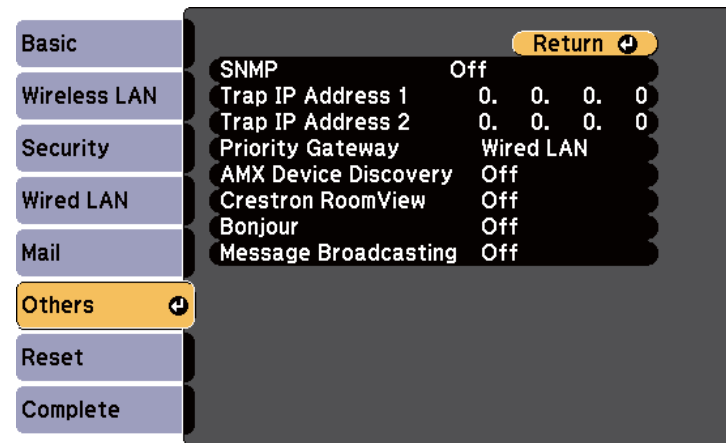 Basic
Wireless LAN
Security
Wired LAN
Mail
Others
Reset
Complete
Return
SNMP Off
Trap IP Address 1 0. 0. 0. 0
Trap IP Address 2 0. 0. 0. 0
Priority Gateway Wired LAN
AMX Device Discovery Off
Crestron RoomView Off
Bonjour Off
Message Broadcasting Off